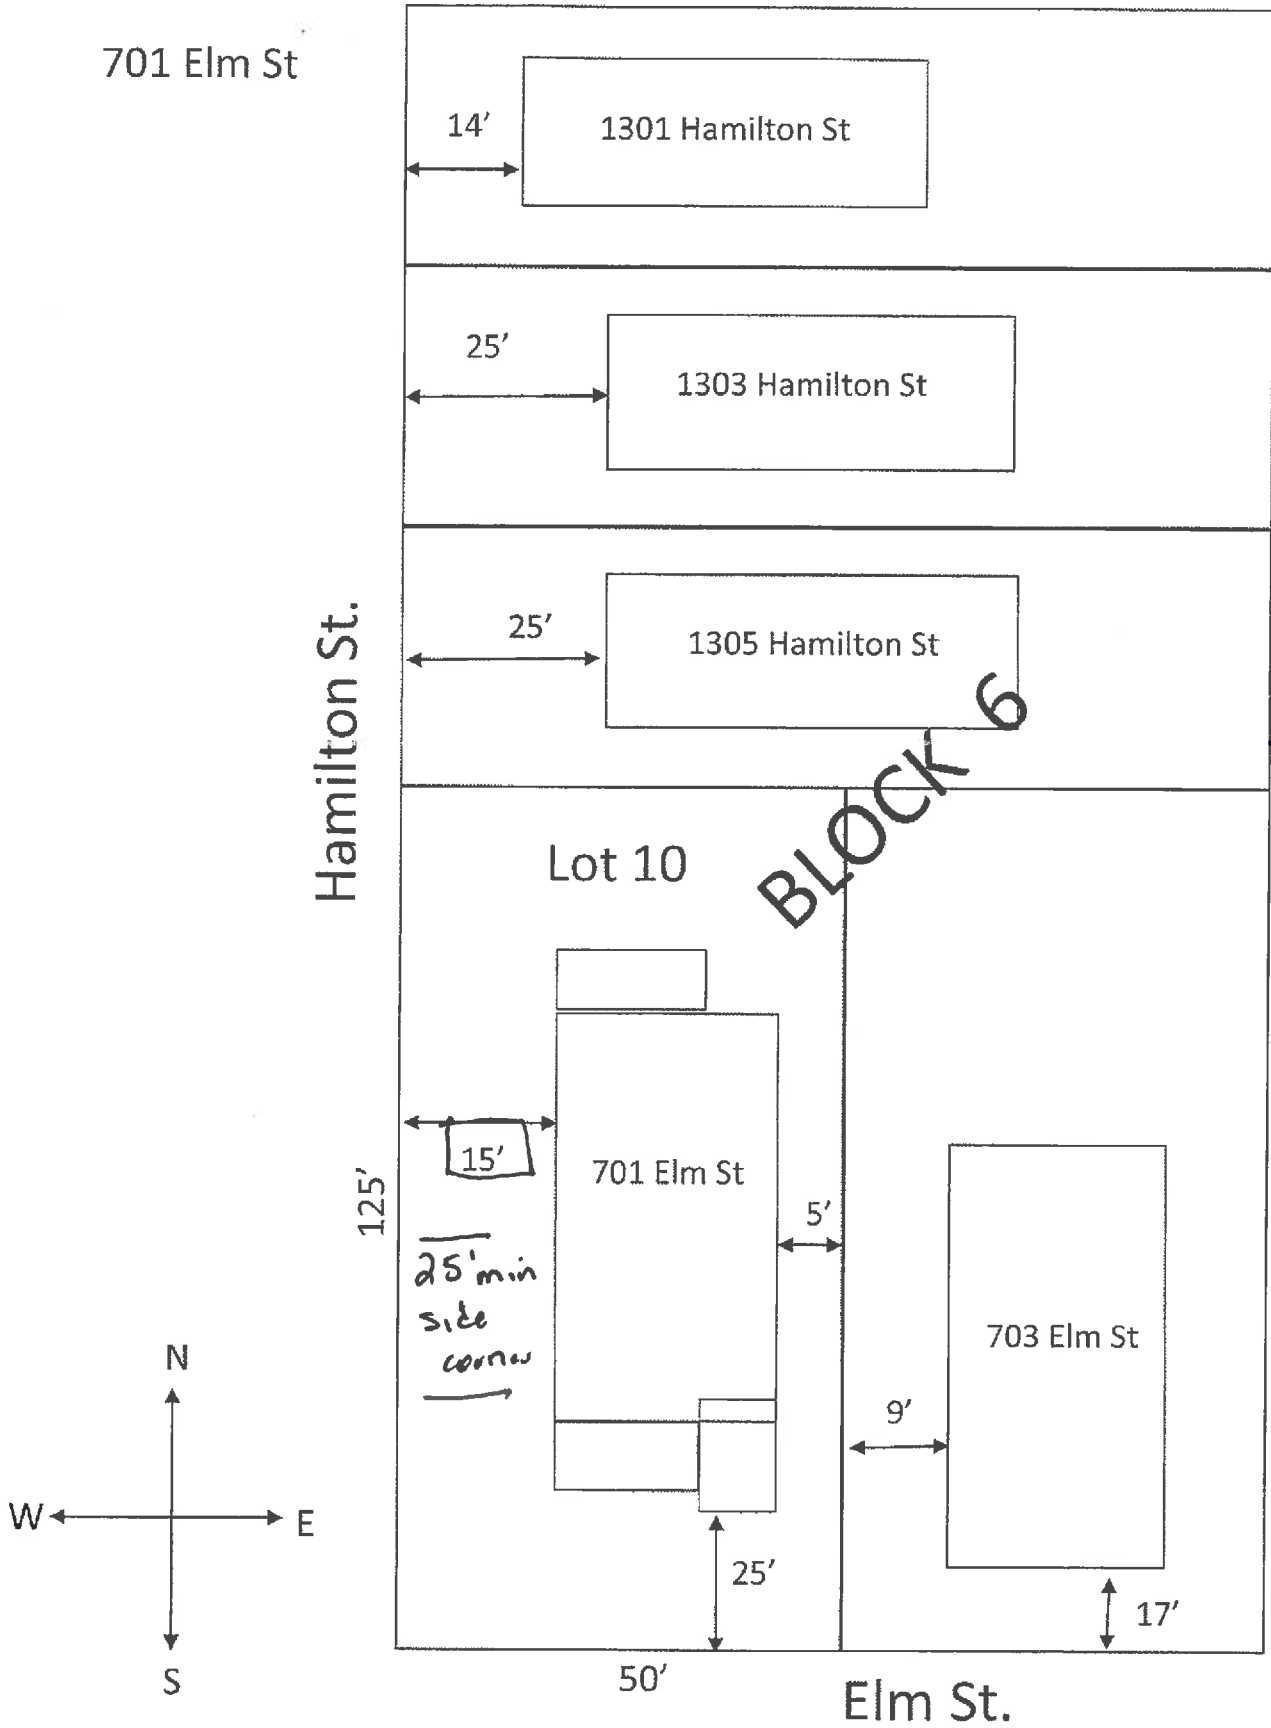 701 Elm St
14′
1301 Hamilton St
25′
1303 Hamilton St
25′
1305 Hamilton St
Hamilton St.
BLOCK 6
Lot 10
15′
701 Elm St
125′
5′
25' min
side
corner
703 Elm St
9′
N
W
E
S
25′
17′
50′
Elm St.